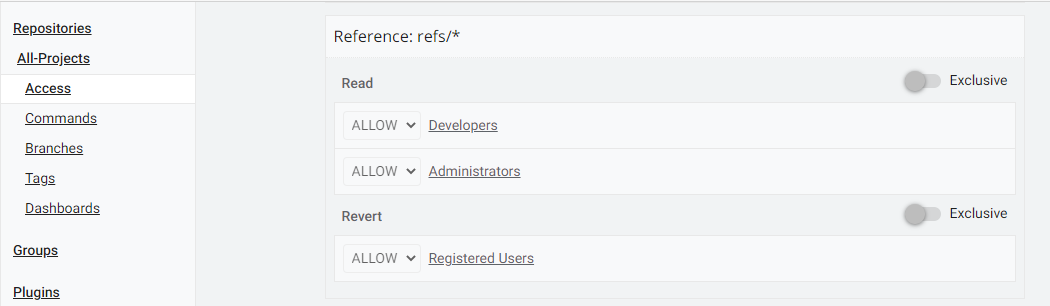 Repositories
All-Projects
Access
Commands
Branches
Tags
Dashboards
Groups
Plugins
Reference: refs/*
Read
Exclusive
ALLOW Developers
ALLOW Administrators
Revert
Exclusive
ALLOW Registered Users